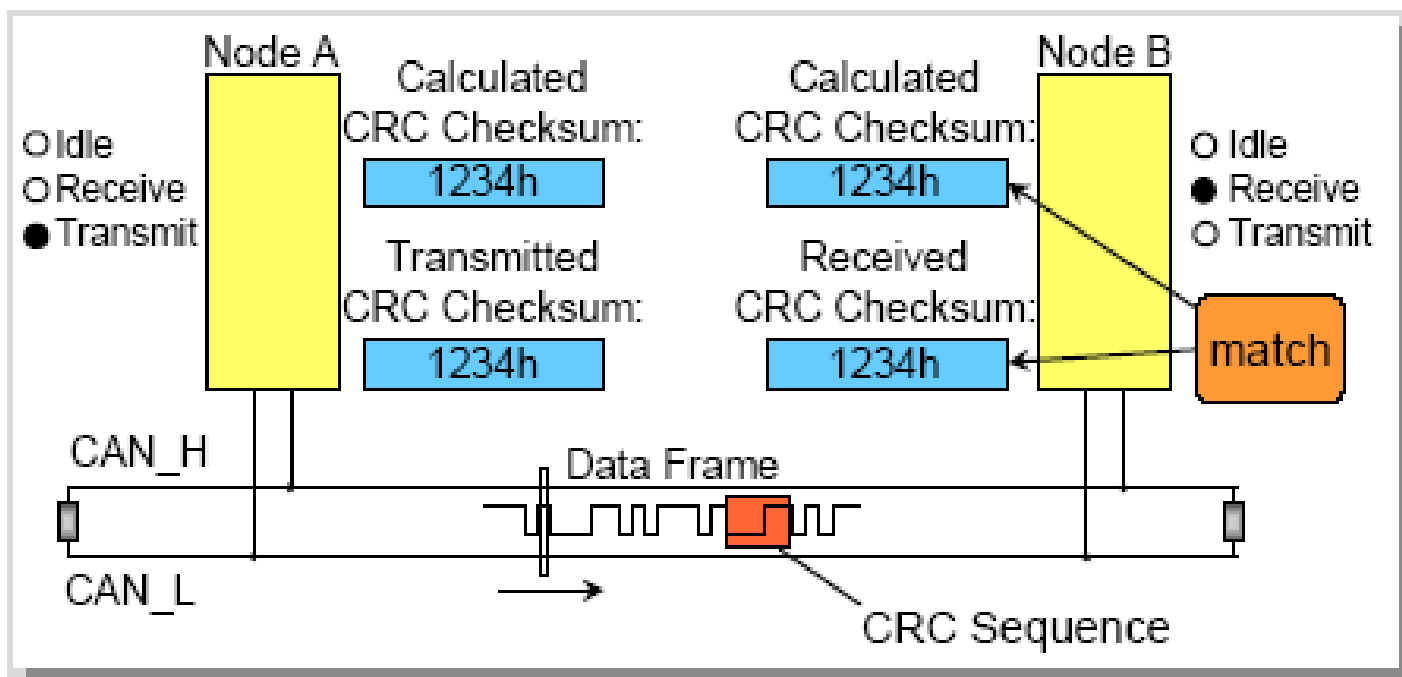 Node A
Calculated
CRC Checksum:
1234h
Transmitted
CRC Checksum:
1234h
Idle
Receive
Transmit
Node B
Calculated
CRC Checksum:
1234h
Received
CRC Checksum:
1234h
Idle
Receive
Transmit
match
CAN_H
Data Frame
CAN_L
CRC Sequence